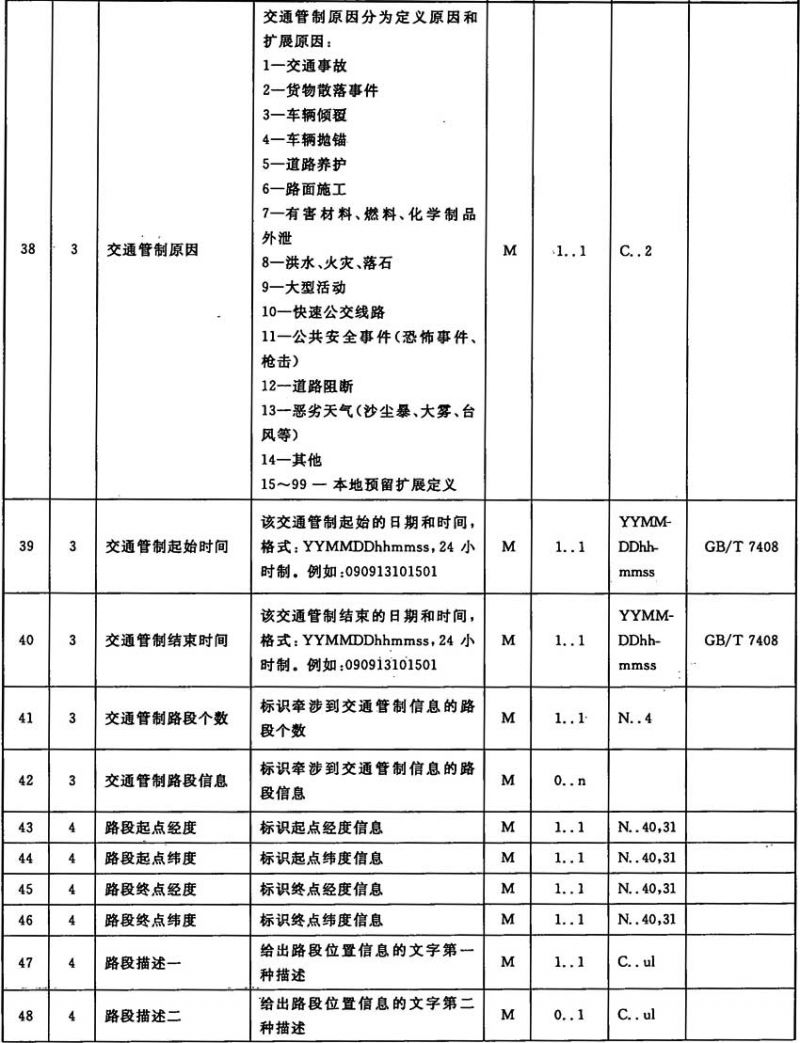 交通管制原因分为定义原因和
扩展原因:
1—交通事故
2—货物散落事件
3—车辆倾覆
4—车辆抛锚
5—道路养护
6—路面施工
7—有害材料、燃料、化学制品
外泄
38 3 交通管制原因 M 1..1 C..2
8—洪水、火灾、落石
9—大型活动
10—快速公交线路
11—公共安全事件(恐怖事件、
枪击)
12—道路阻断
13—恶劣天气(沙尘暴、大雾、台
风等)
14—其他
15～99 — 本地预留扩展定义
39 3 交通管制起始时间 该交通管制起始的日期和时间,
格式:YYMMDDhhmmss,24 小
时制。例如:090913101501
M 1..1 YYMM-
DDhh-
mmss
GB/T 7408
40 3 交通管制结束时间 该交通管制结束的日期和时间,
格式:YYMMDDhhmmss,24 小
时制。例如:090913101501
M 1..1 YYMM-
DDhh-
mmss
GB/T 7408
41 3 交通管制路段个数 标识牵涉到交通管制信息的路
段个数
M 1..1 N..4
42 3 交通管制路段信息 标识牵涉到交通管制信息的路
段信息
M 0..n
43 4 路段起点经度 标识起点经度信息 M 1..1 N..40,31
44 4 路段起点纬度 标识起点纬度信息 M 1..1 N..40,31
45 4 路段终点经度 标识终点经度信息 M 1..1 N..40,31
46 4 路段终点纬度 标识终点纬度信息 M 1..1 N..40,31
47 4 路段描述一 给出路段位置信息的文字第一
种描述
M 1..1 C..ul
48 4 路段描述二 给出路段位置信息的文字第二
种描述
M 0..1 C..ul